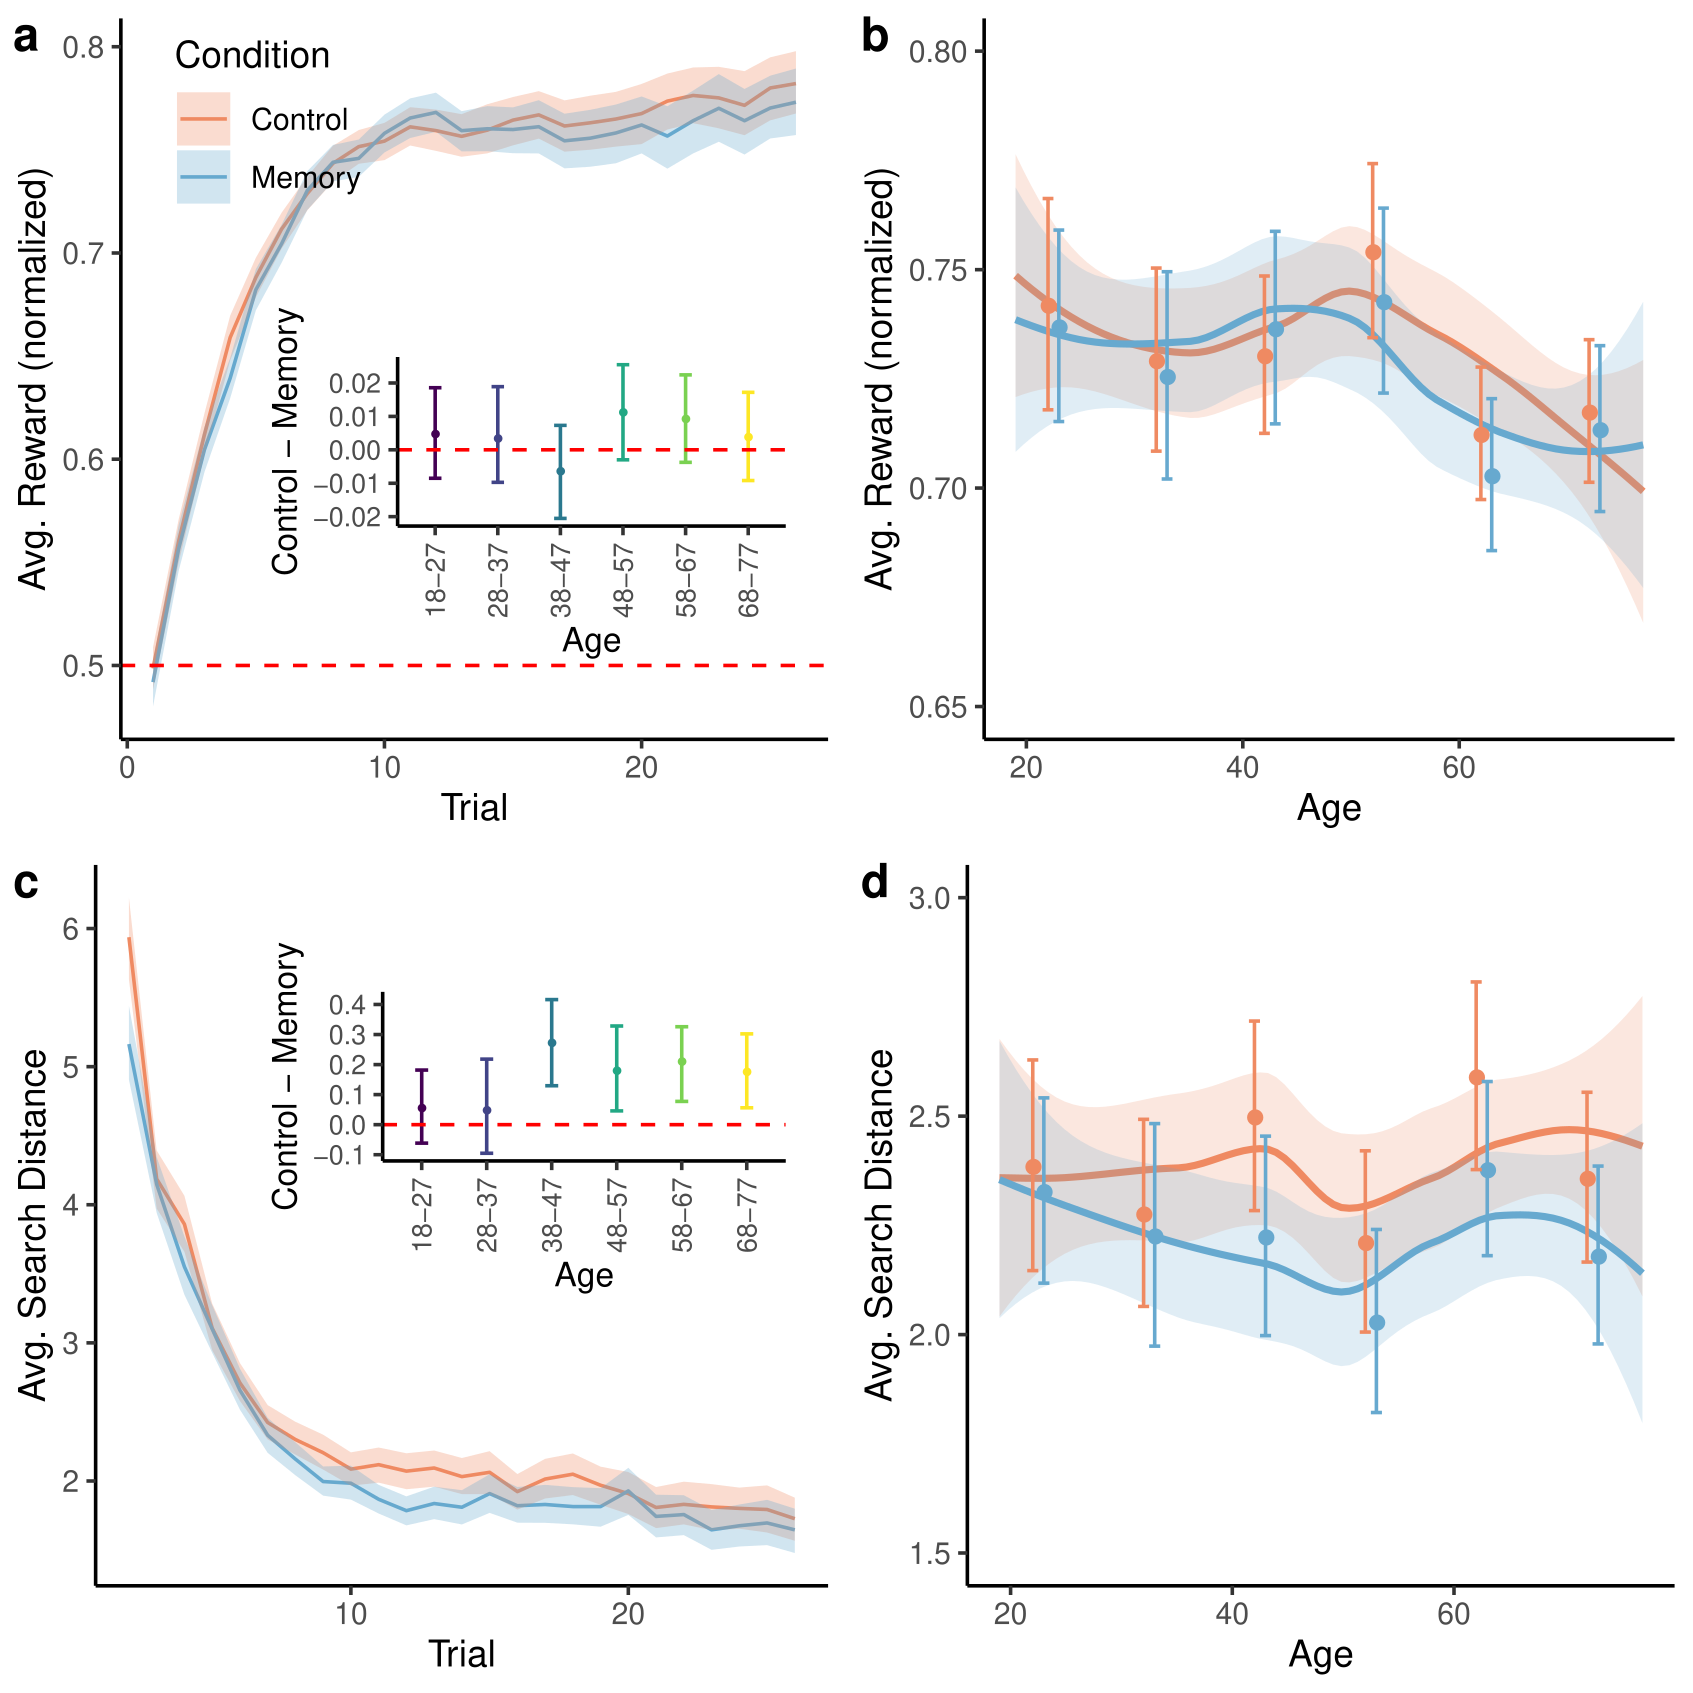 a
Condition
Control
Memory
Avg. Reward (normalized)
0.8
0.7
0.6
0.5
0
10
20
Trial
Control − Memory
0.02
0.01
0.00
−0.01
−0.02
18−27
28−37
38−47
48−57
58−67
68−77
Age
b
Avg. Reward (normalized)
0.80
0.75
0.70
0.65
20
40
60
Age
c
Avg. Search Distance
6
5
4
3
2
10
20
Trial
Control − Memory
0.4
0.3
0.2
0.1
0.0
−0.1
18−27
28−37
38−47
48−57
58−67
68−77
Age
d
Avg. Search Distance
3.0
2.5
2.0
1.5
20
40
60
Age